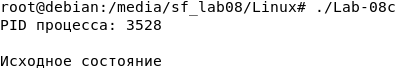 root@debian:/media/sf_lab08/Linux# ./Lab-08c
PID процесса: 3528
Исходное состояние